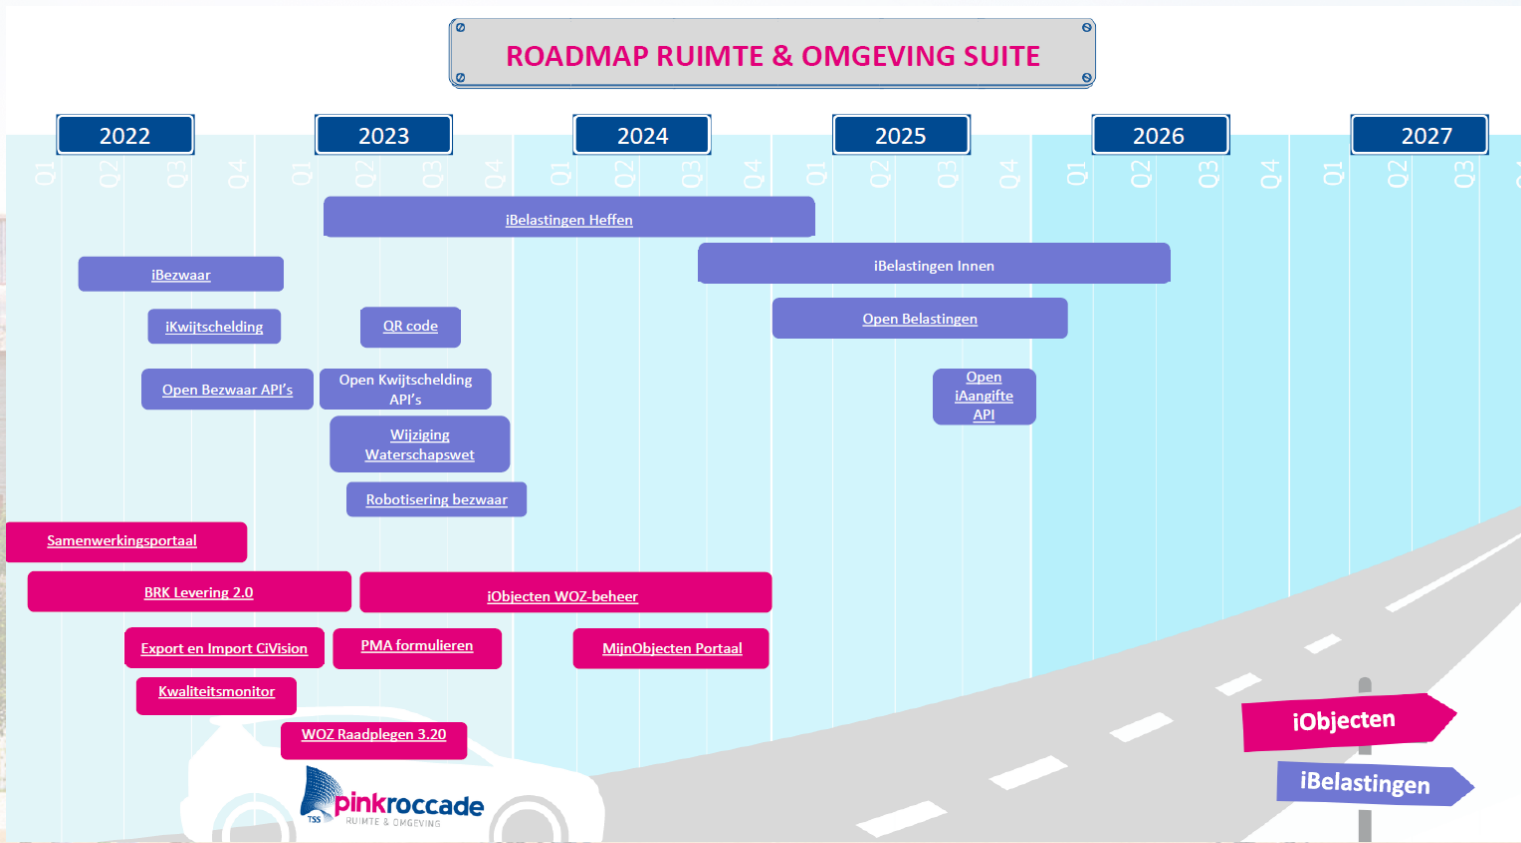 ROADMAP RUIMTE & OMGEVING SUITE
2022
2023
2024
2025
2026
2027
Q1
Q2
Q3
Q4
Q1
Q2
Q3
Q4
Q1
Q2
Q3
Q4
Q1
Q2
Q3
Q4
Q1
Q2
Q3
Q4
Q1
Q2
Q3
iBelastingen Heffen
iBelastingen Innen
iBezwaar
iKwijtschelding
QR code
Open Belastingen
Open Bezwaar API's
Open Kwijtschelding
API's
Open
iAangifte
API
Wijziging
Waterschapswet
Robotisering bezwaar
Samenwerkingsportaal
BRK Levering 2.0
iObjecten WOZ-beheer
Export en Import CiVision
PMA formulieren
MijnObjecten Portaal
Kwaliteitsmonitor
WOZ Raadplegen 3.20
iObjecten
iBelastingen
TSS
pinkroccade
RUIMTE & OMGEVING